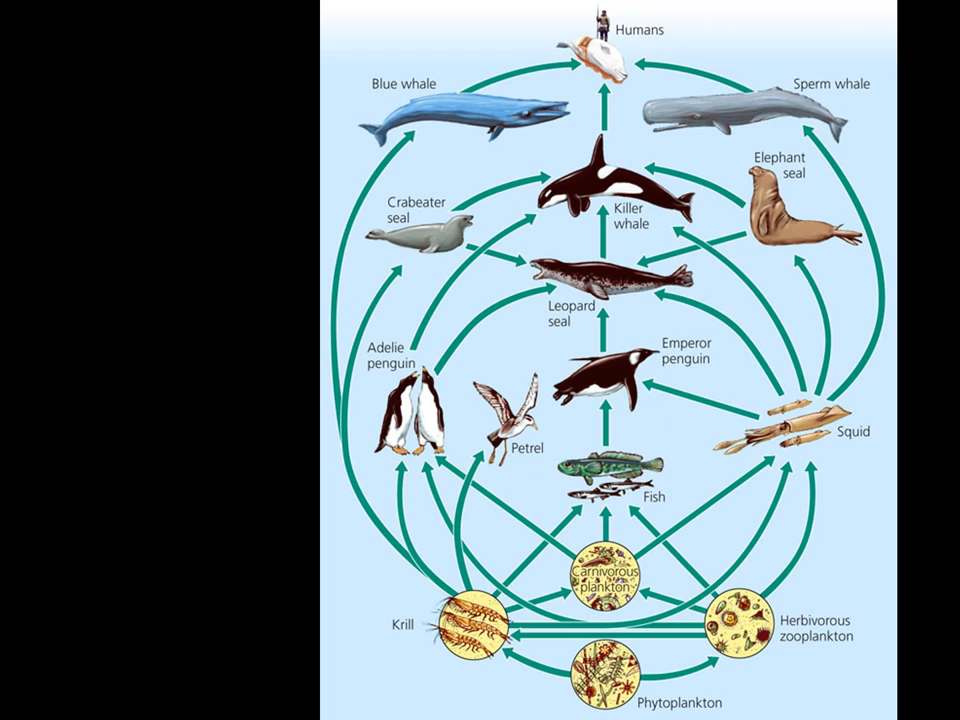 Humans
Blue whale
Sperm whale
Elephant
seal
Crabeater
seal
Killer
whale
Leopard
seal
Adelie
penguin
Emperor
penguin
Petrel
Squid
Fish
Carnivorous
plankton
Krill
Herbivorous
zooplankton
Phytoplankton